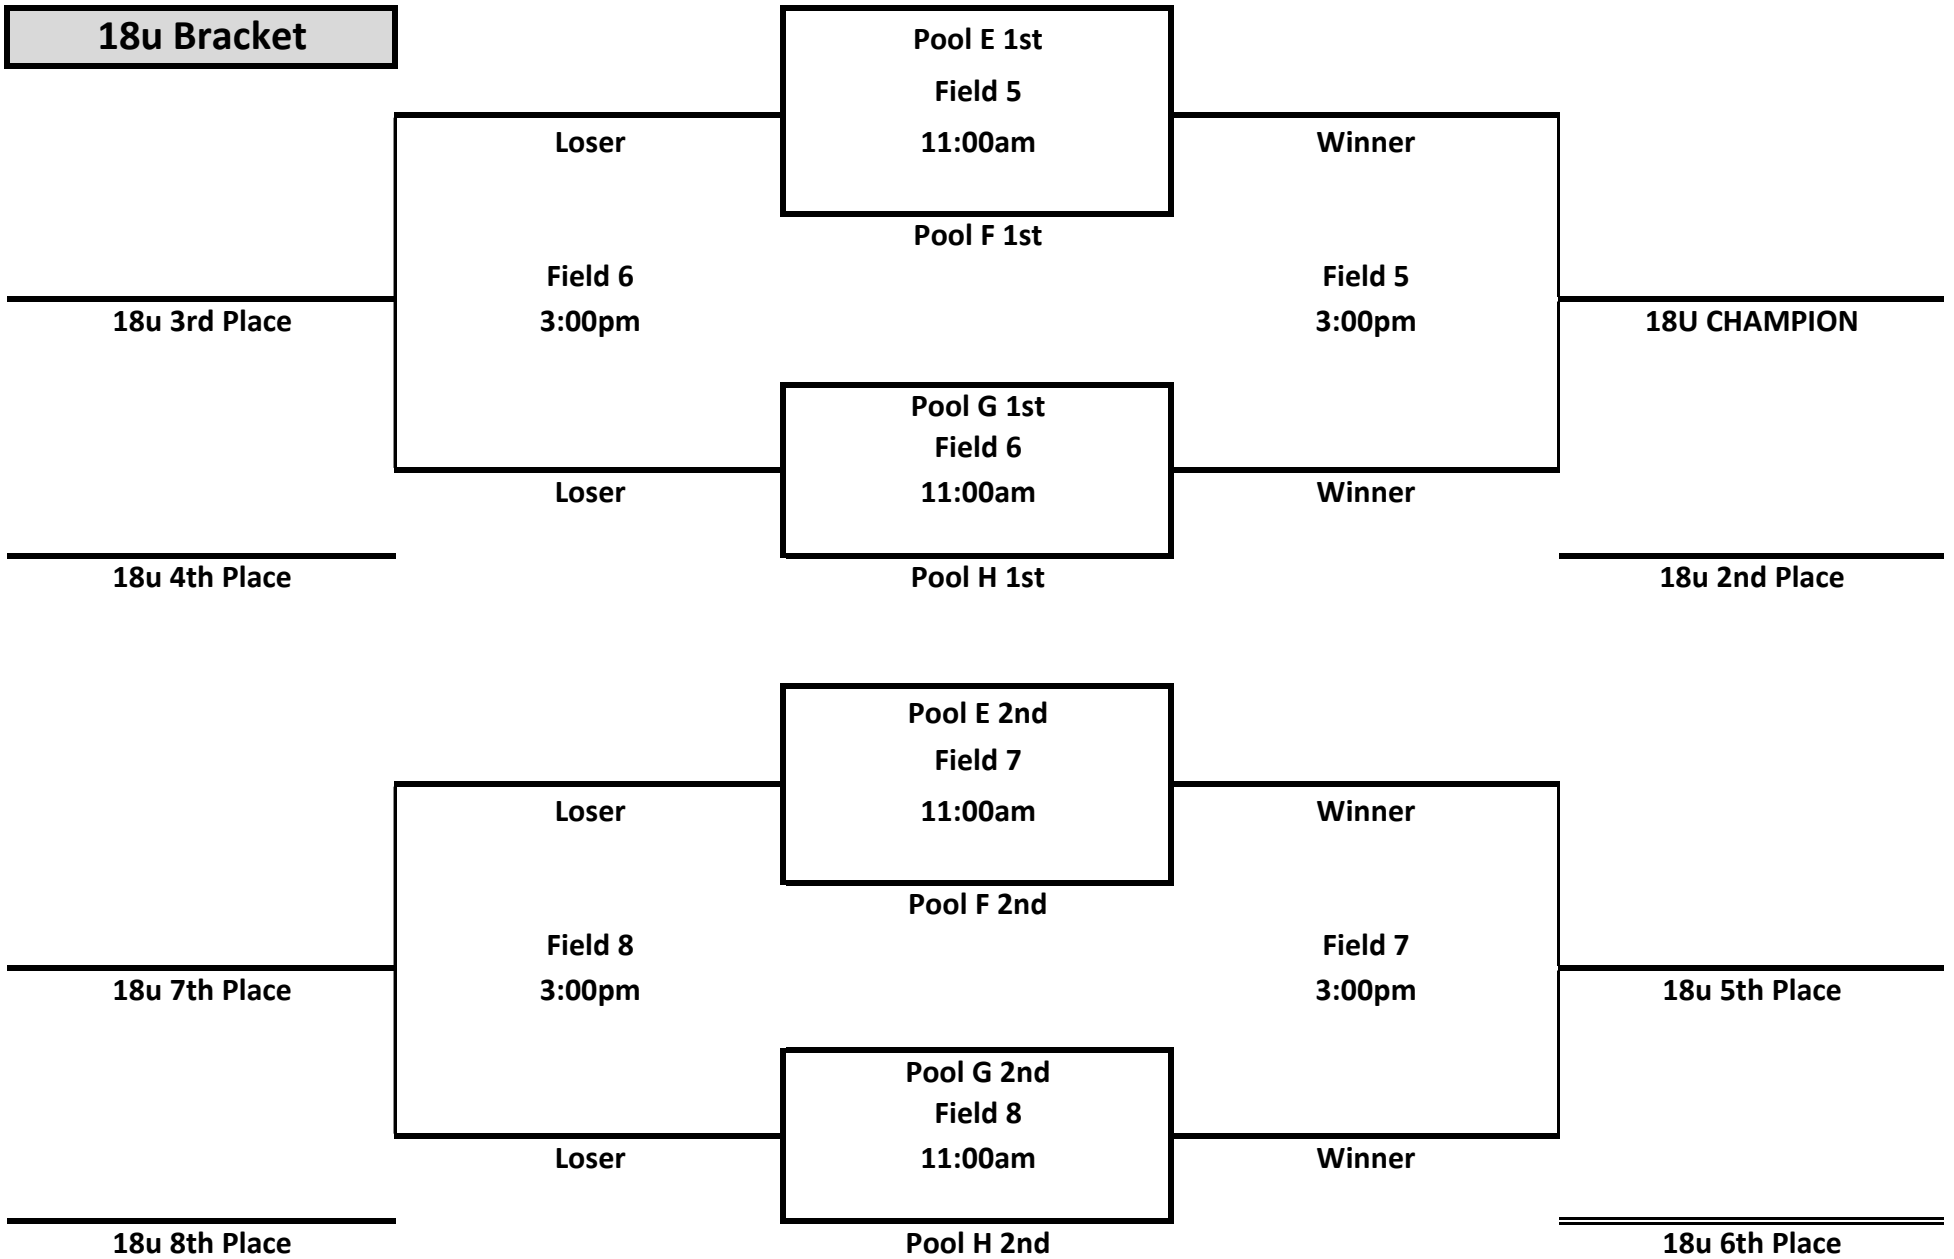 18u Bracket
Pool E 1st
Field 5
Loser
11:00am
Winner
Pool F 1st
Field 6
Field 5
18u 3rd Place
3:00pm
3:00pm
18U CHAMPION
Pool G 1st
Field 6
Loser
11:00am
Winner
18u 4th Place
Pool H 1st
18u 2nd Place
Pool E 2nd
Field 7
Loser
11:00am
Winner
Pool F 2nd
Field 8
Field 7
18u 7th Place
3:00pm
3:00pm
18u 5th Place
Pool G 2nd
Field 8
Loser
11:00am
Winner
18u 8th Place
Pool H 2nd
18u 6th Place